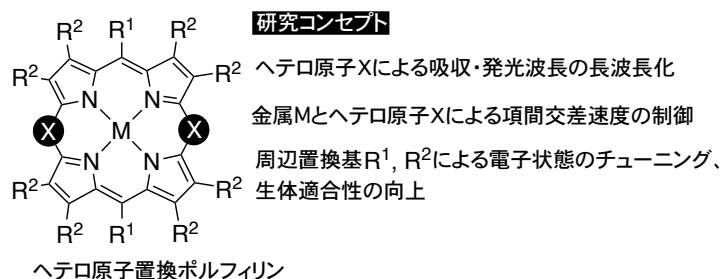 研究コンセプト
R² R¹ R²
R² R²
ヘテロ原子Xによる吸収・発光波長の長波長化
N N
X M X
金属Mとヘテロ原子Xによる項間交差速度の制御
N N
周辺置換基R¹, R²による電子状態のチューニング、
R² R²
生体適合性の向上
R² R¹ R²
ヘテロ原子置換ポルフィリン